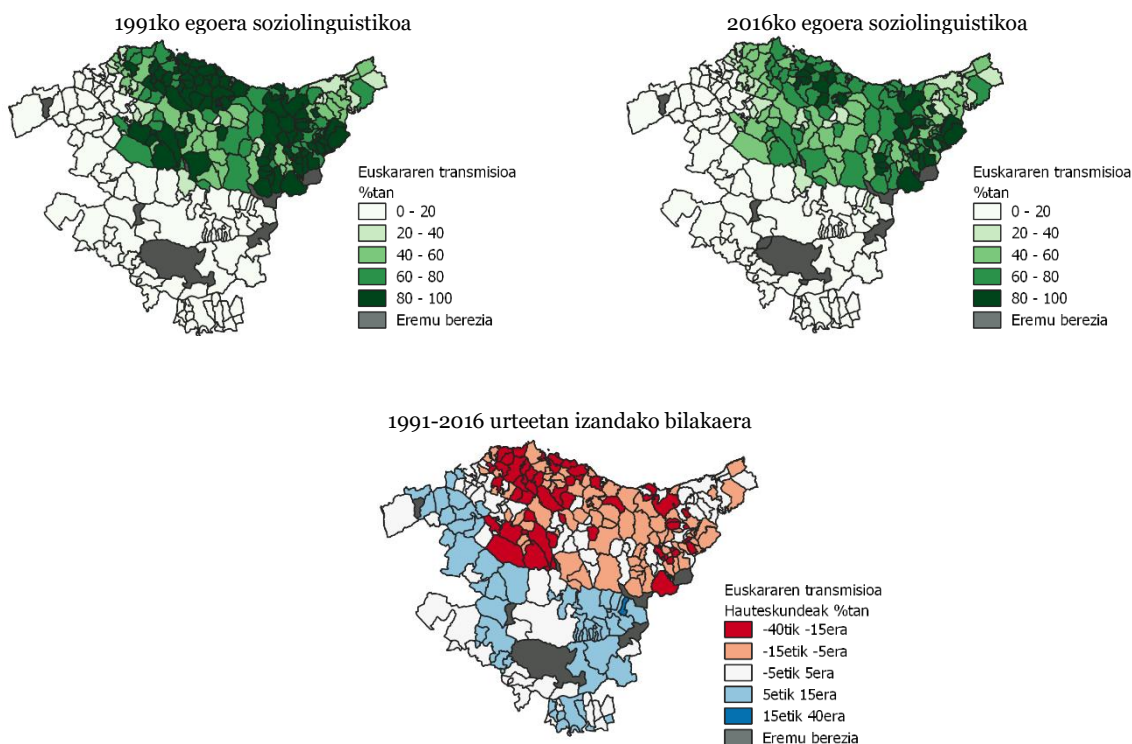 1991ko egoera soziolinguistikoa
Euskararen transmisioa
%tan
0 - 20
20 - 40
40 - 60
60 - 80
80 - 100
Eremu berezia
2016ko egoera soziolinguistikoa
Euskararen transmisioa
%tan
0 - 20
20 - 40
40 - 60
60 - 80
80 - 100
Eremu berezia
1991-2016 urteetan izandako bilakaera
Euskararen transmisioa
Hauteskundeak %tan
-40tik -15era
-15etik -5era
-5etik 5era
5etik 15era
15etik 40era
Eremu berezia